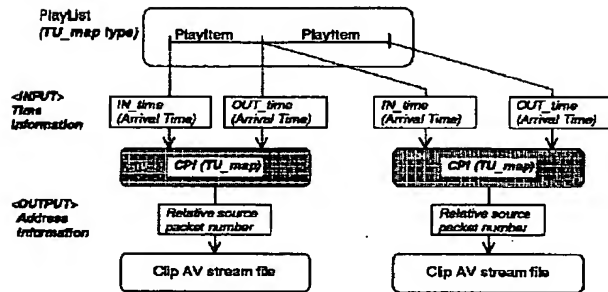 PlayList
(TU_map type)
PlayItem
PlayItem
<INPUT>
Time
Information
IN_time
(Arrival Time)
OUT_time
(Arrival Time)
IN_time
(Arrival Time)
OUT_time
(Arrival Time)
CPI (TU_map)
CPI (TU_map)
<OUTPUT>
Address
Information
Relative source
packet number
Relative source
packet number
Clip AV stream file
Clip AV stream file